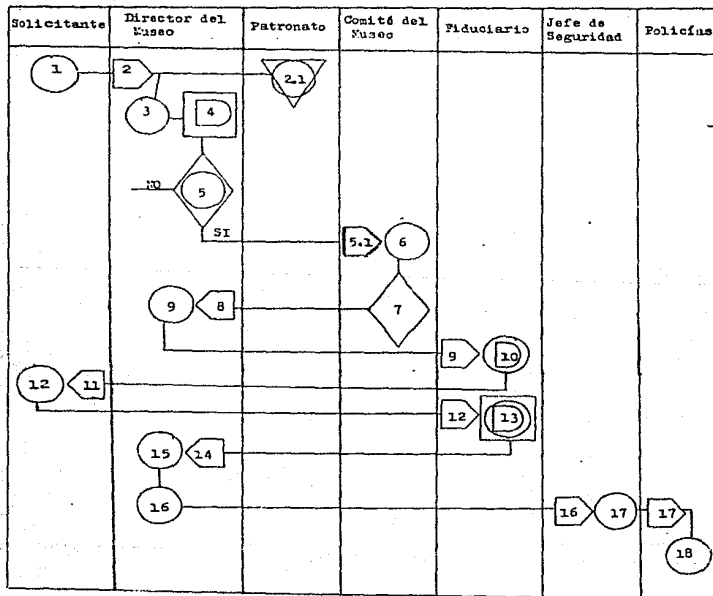 Solicitante
Director del
Museo
Patronato
Comité del
Museo
Fiduciario
Jefe de
Seguridad
Policías
1
2
2.1
3
4
5
NO
SI
5.1
6
9
8
7
9
10
12
11
12
13
15
14
16
16
17
17
18